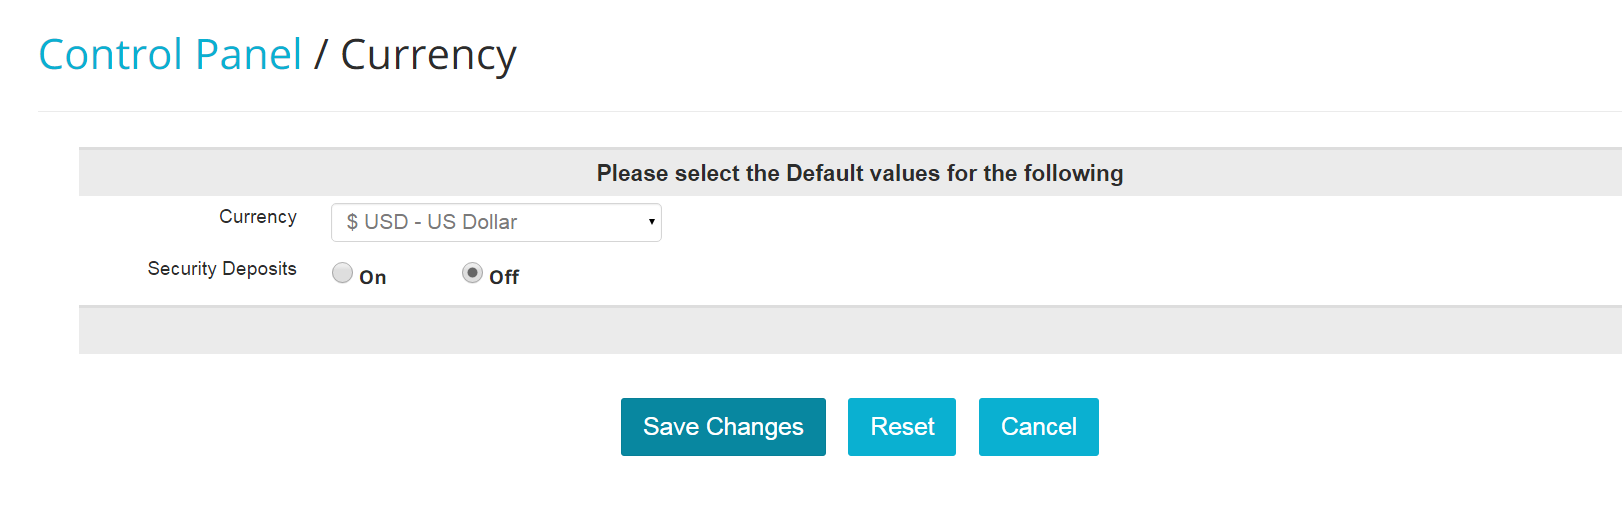 Control Panel / Currency
Please select the Default values for the following
Currency $ USD - US Dollar
Security Deposits On Off
Save Changes Reset Cancel